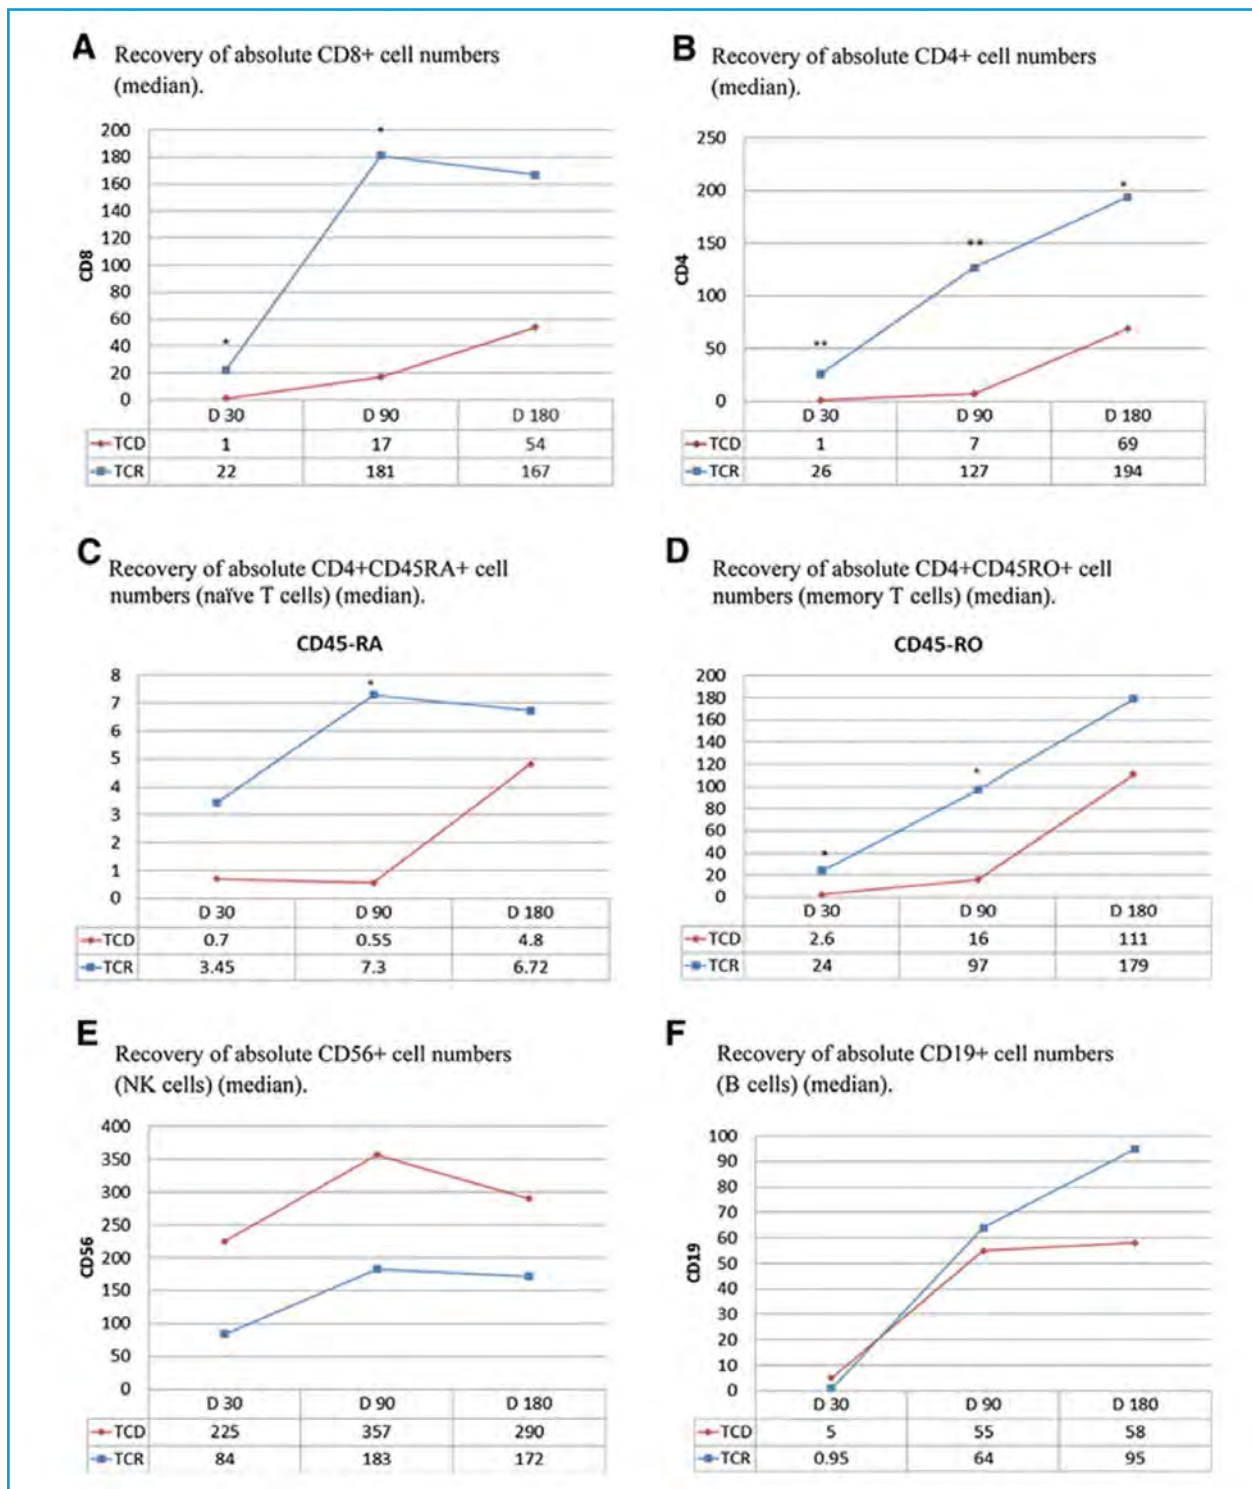 A Recovery of absolute CD8+ cell numbers
(median).
200
*
180
160
140
120
100
80
60
40
*
20
0
CD8
D 30 D 90 D 180
TCD 1 17 54
TCR 22 181 167
B Recovery of absolute CD4+ cell numbers
(median).
250
200
*
150
**
100
50
**
0
CD4
D 30 D 90 D 180
TCD 1 7 69
TCR 26 127 194
C Recovery of absolute CD4+CD45RA+ cell
numbers (naïve T cells) (median).
CD45-RA
8
*
7
6
5
4
3
2
1
0
D 30 D 90 D 180
TCD 0.7 0.55 4.8
TCR 3.45 7.3 6.72
D Recovery of absolute CD4+CD45RO+ cell
numbers (memory T cells) (median).
CD45-RO
200
180
160
140
120
*
100
80
60
40
*
20
0
D 30 D 90 D 180
TCD 2.6 16 111
TCR 24 97 179
E Recovery of absolute CD56+ cell numbers
(NK cells) (median).
400
350
300
250
200
150
100
50
0
CD56
D 30 D 90 D 180
TCD 225 357 290
TCR 84 183 172
F Recovery of absolute CD19+ cell numbers
(B cells) (median).
100
90
80
70
60
50
40
30
20
10
0
CD19
D 30 D 90 D 180
TCD 5 55 58
TCR 0.95 64 95